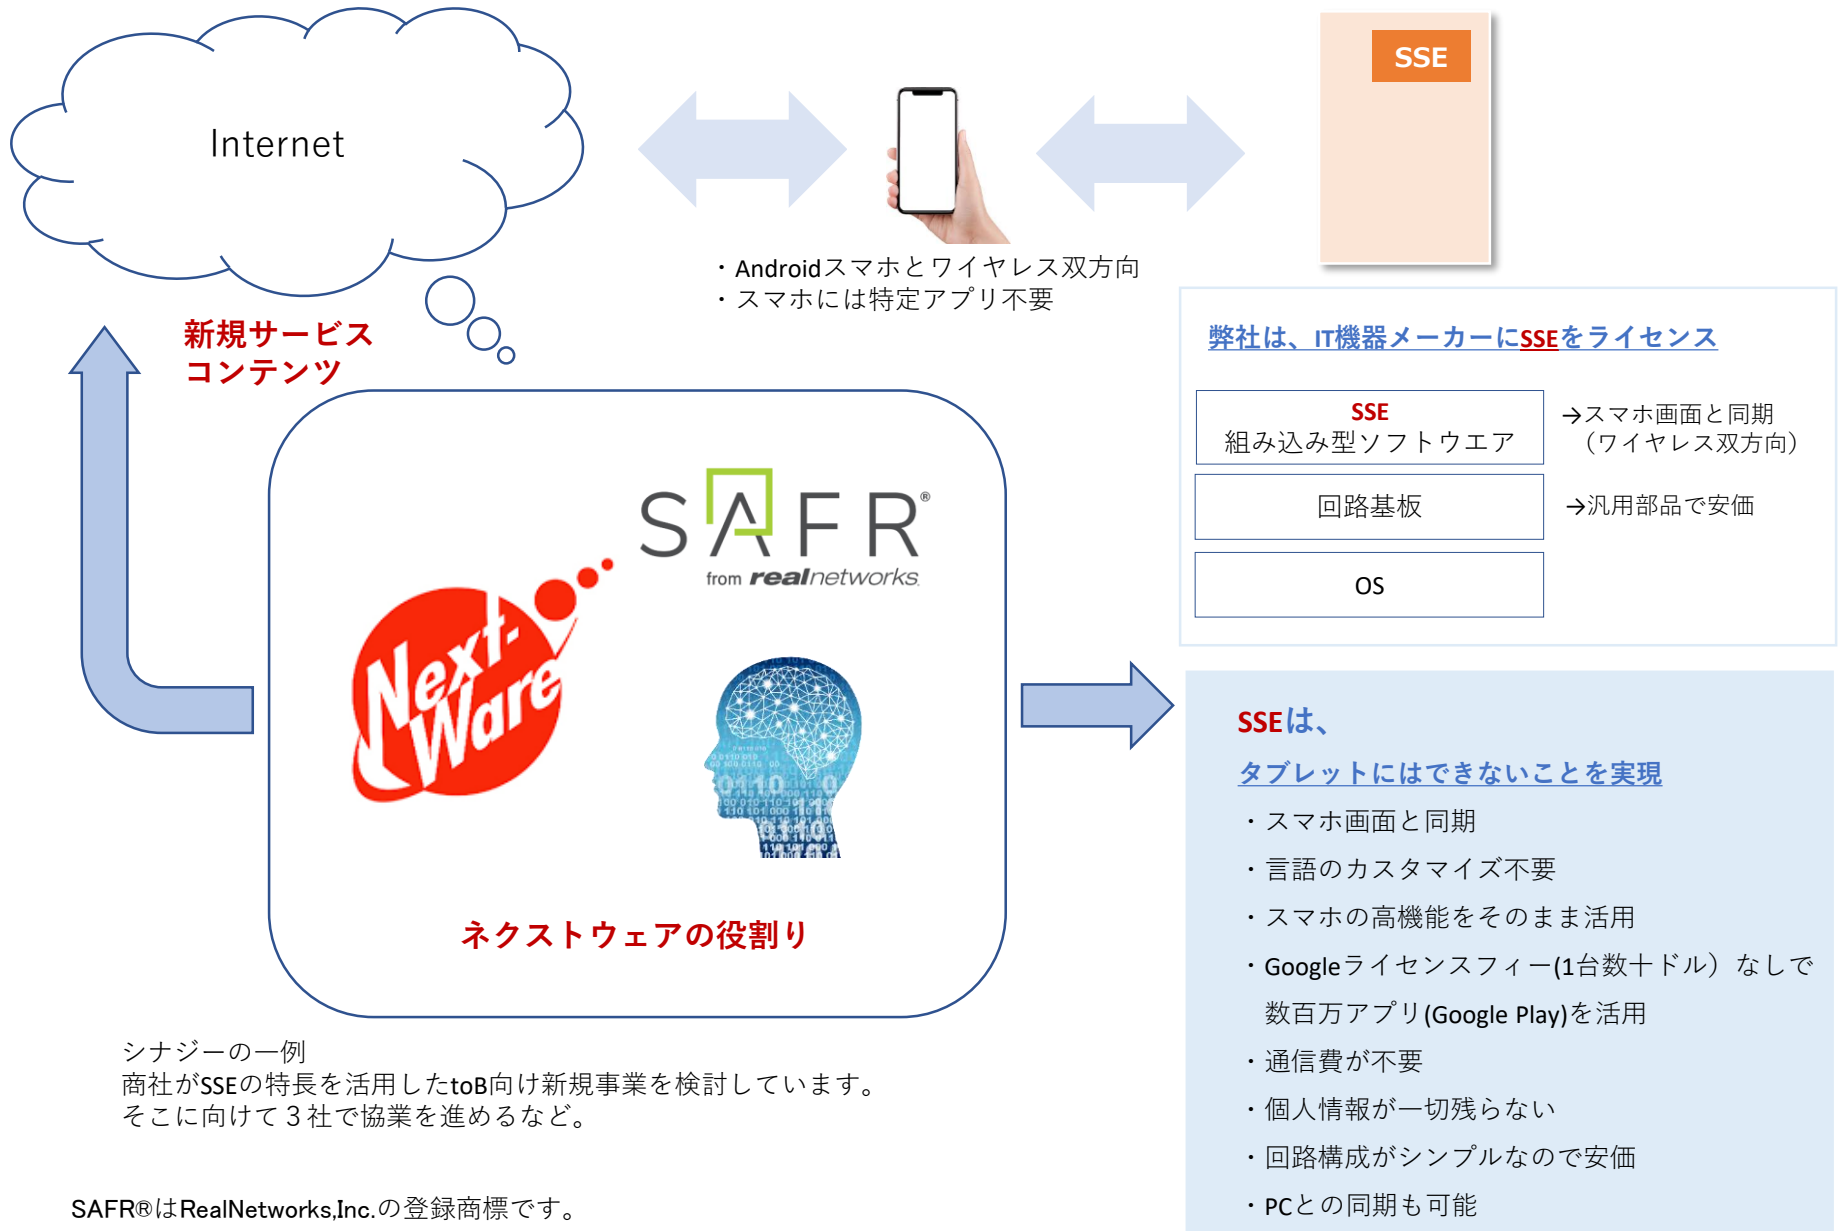 Internet
SSE
・Androidスマホとワイヤレス双方向
・スマホには特定アプリ不要
新規サービス
コンテンツ
弊社は、IT機器メーカーにSSEをライセンス
SSE
組み込み型ソフトウエア
→スマホ画面と同期
（ワイヤレス双方向）
回路基板
→汎用部品で安価
OS
SAFR®
from realnetworks.
Next-
Ware
ネクストウェアの役割り
SSEは、
タブレットにはできないことを実現
・スマホ画面と同期
・言語のカスタマイズ不要
・スマホの高機能をそのまま活用
・Googleライセンスフィー(1台数十ドル）なしで
数百万アプリ(Google Play)を活用
・通信費が不要
・個人情報が一切残らない
・回路構成がシンプルなので安価
・PCとの同期も可能
シナジーの一例
商社がSSEの特長を活用したtoB向け新規事業を検討しています。
そこに向けて３社で協業を進めるなど。
SAFR®はRealNetworks,Inc.の登録商標です。